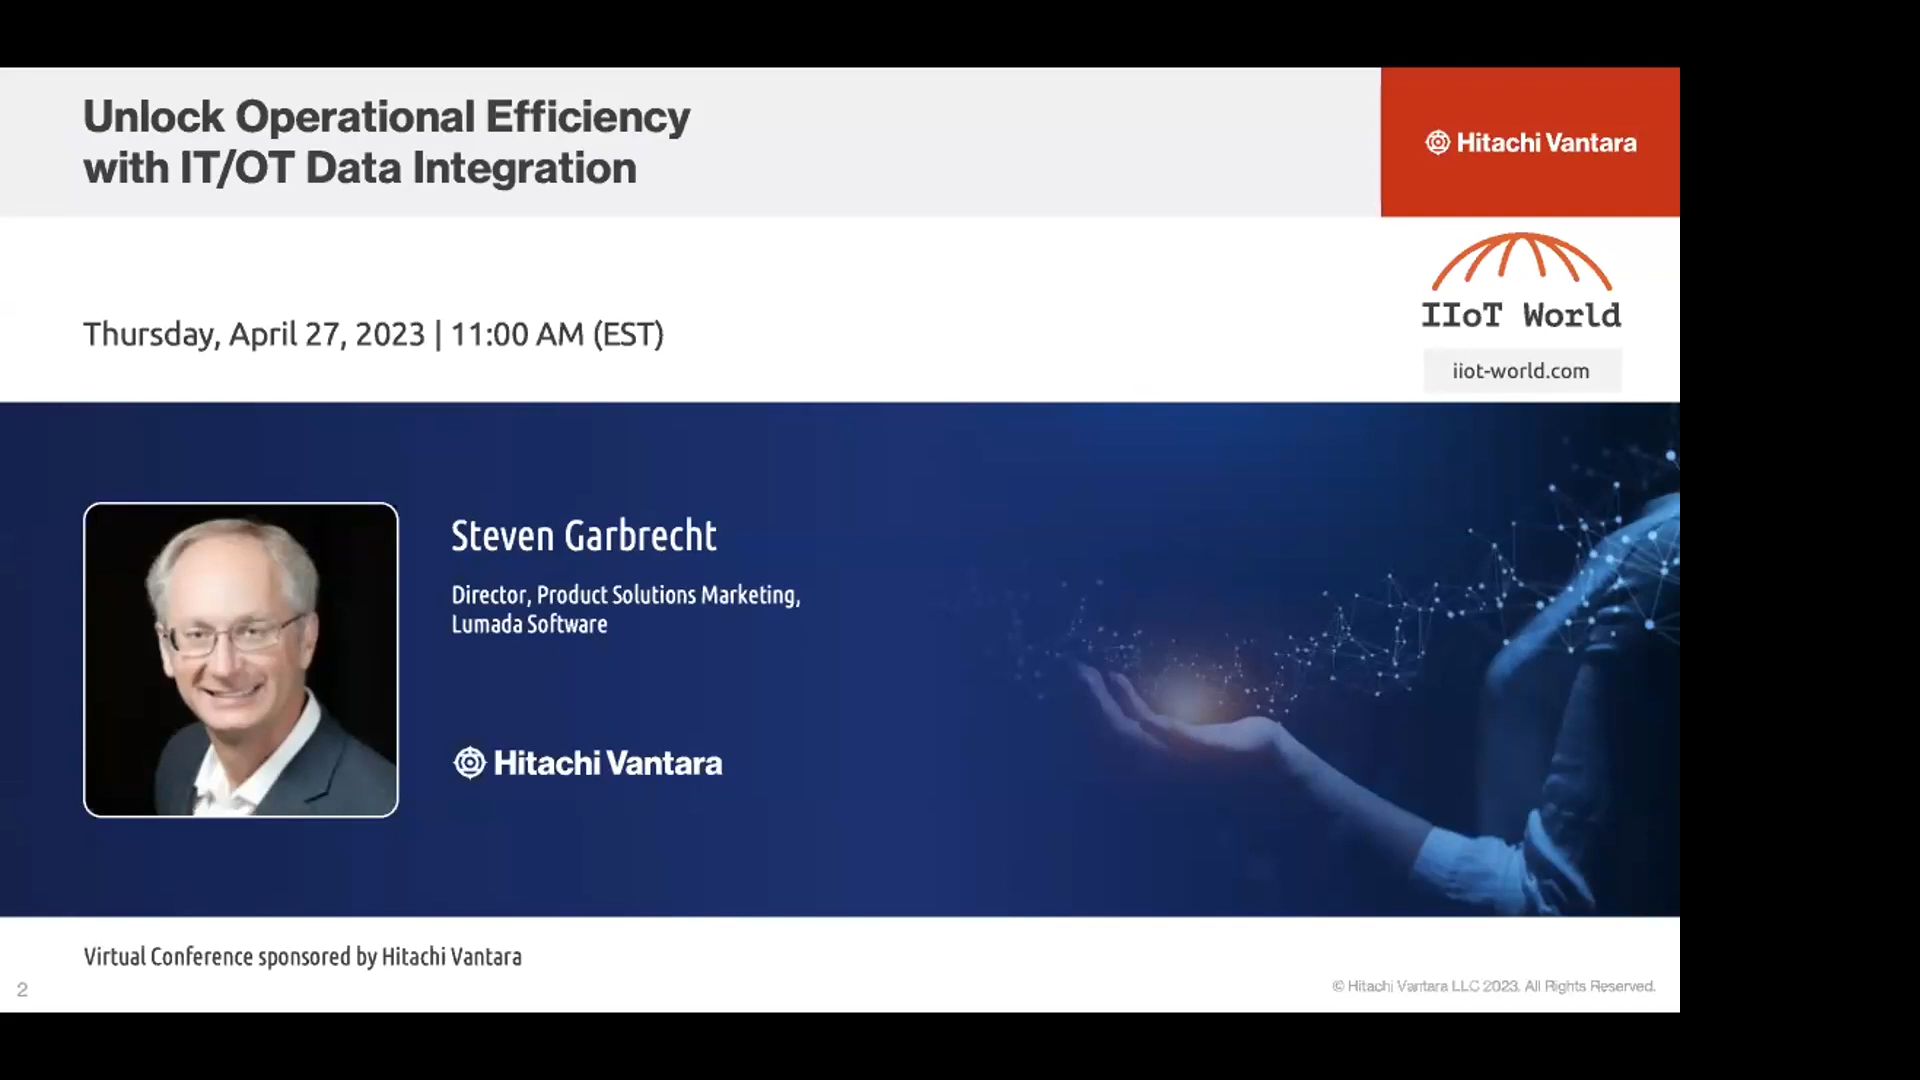 Unlock Operational Efficiency
with IT/OT Data Integration
Hitachi Vantara
IIoT World
iiot-world.com
Thursday, April 27, 2023 | 11:00 AM (EST)
Steven Garbrecht
Director, Product Solutions Marketing,
Lumada Software
Hitachi Vantara
Virtual Conference sponsored by Hitachi Vantara
2
© Hitachi Vantara LLC 2023. All Rights Reserved.